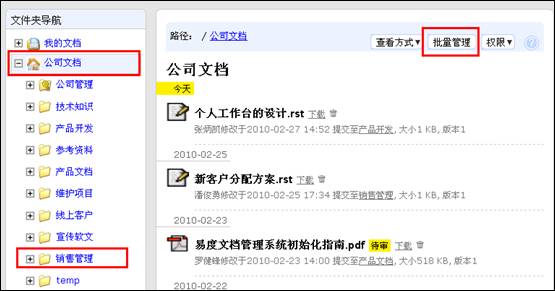 文件夹导航
我的文档
公司文档
公司管理
技术知识
产品开发
参考资料
产品文档
维护项目
线上客户
宣传软文
销售管理
temp
路径： / 公司文档
查看方式▾ 批量管理 权限▾
公司文档
今天
个人工作台的设计.rst 下载
张炳凯修改于2010-02-27 14:52 提交至产品开发, 大小1 KB, 版本1
2010-02-25
新客户分配方案.rst 下载
潘俊勇修改于2010-02-25 17:34 提交至销售管理, 大小1 KB, 版本1
2010-02-23
易度文档管理系统初始化指南.pdf 待审 下载
罗健锋修改于2010-02-23 14:00 提交至产品文档, 大小518 KB, 版本1
2010-02-22